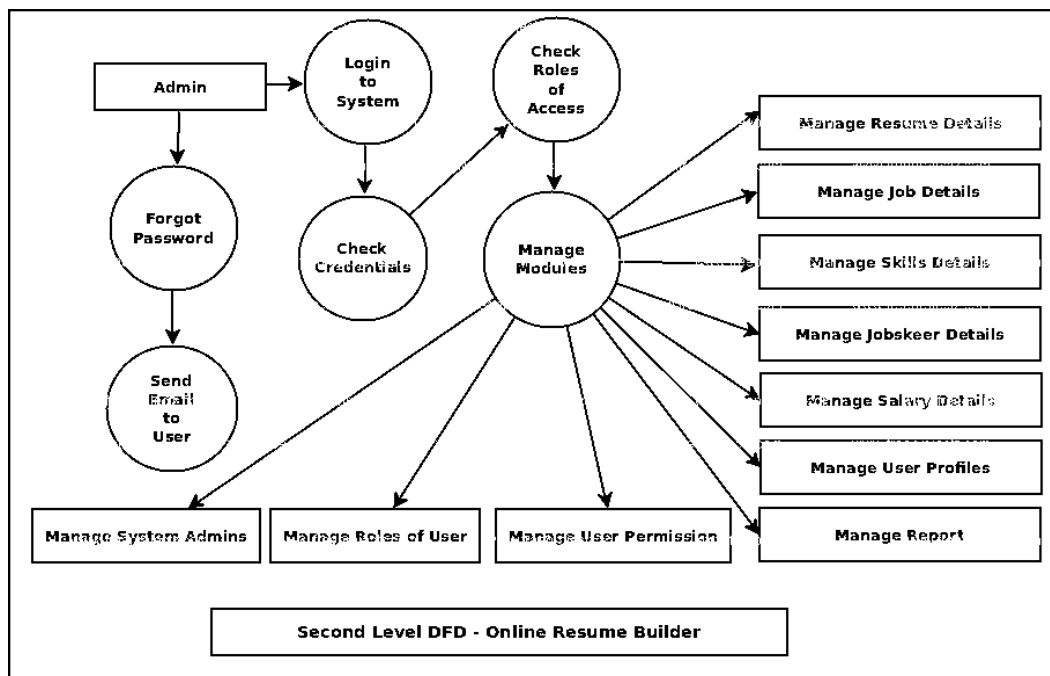 Admin
Login
to
System
Check
Roles
of
Access
Manage Resume Details
Manage Job Details
Forgot
Password
Check
Credentials
Manage
Modules
Manage Skills Details
Manage Jobskeer Details
Send
Email
to
User
Manage Salary Details
Manage User Profiles
Manage System Admins
Manage Roles of User
Manage User Permission
Manage Report
Second Level DFD - Online Resume Builder